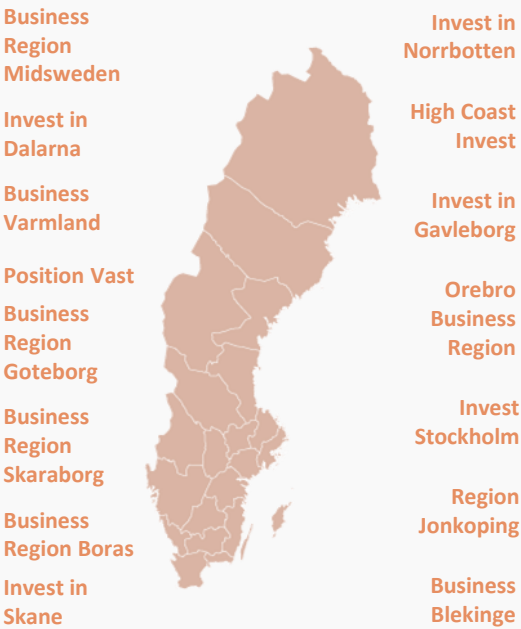 Business
Region
Midsweden
Invest in
Dalarna
Business
Varmland
Position Vast
Business
Region
Goteborg
Business
Region
Skaraborg
Business
Region Boras
Invest in
Skane
Invest in
Norrbotten
High Coast
Invest
Invest in
Gavleborg
Orebro
Business
Region
Invest
Stockholm
Region
Jonkoping
Business
Blekinge